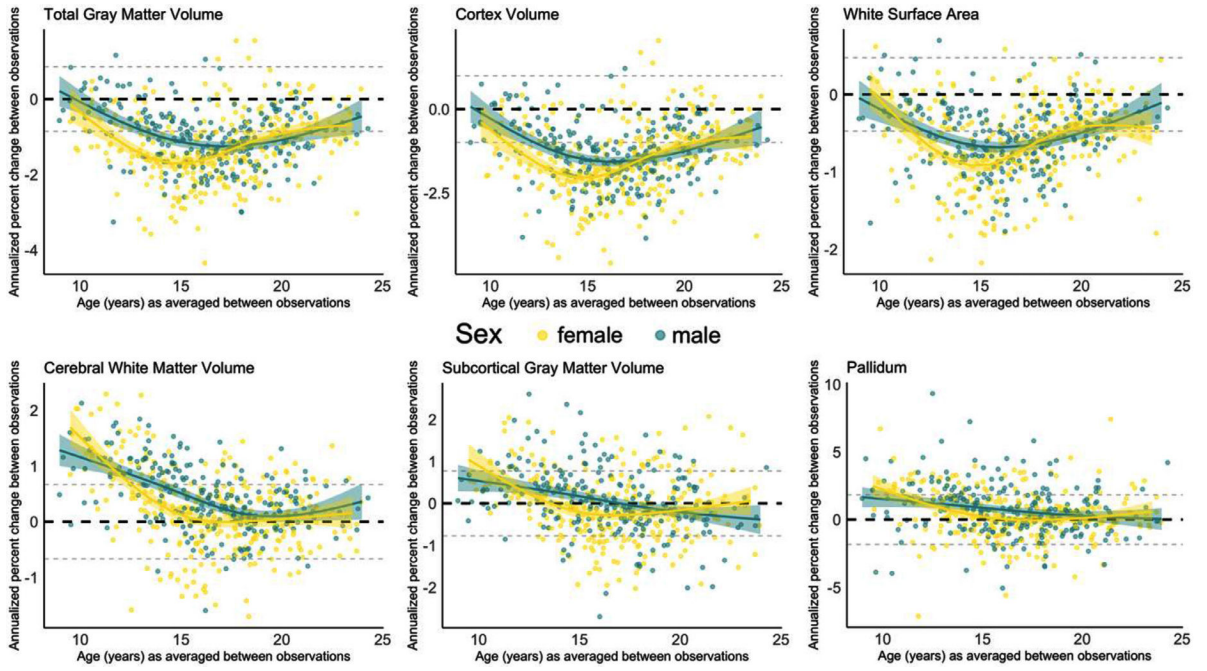 Total Gray Matter Volume
Annualized percent change between observations
0
-2
-4
10 15 20 25
Age (years) as averaged between observations
Cortex Volume
Annualized percent change between observations
0.0
-2.5
10 15 20 25
Age (years) as averaged between observations
White Surface Area
Annualized percent change between observations
0
-1
-2
10 15 20 25
Age (years) as averaged between observations
Sex female male
Cerebral White Matter Volume
Annualized percent change between observations
2
1
0
-1
10 15 20 25
Age (years) as averaged between observations
Subcortical Gray Matter Volume
Annualized percent change between observations
2
1
0
-1
-2
10 15 20 25
Age (years) as averaged between observations
Pallidum
Annualized percent change between observations
10
5
0
-5
10 15 20 25
Age (years) as averaged between observations